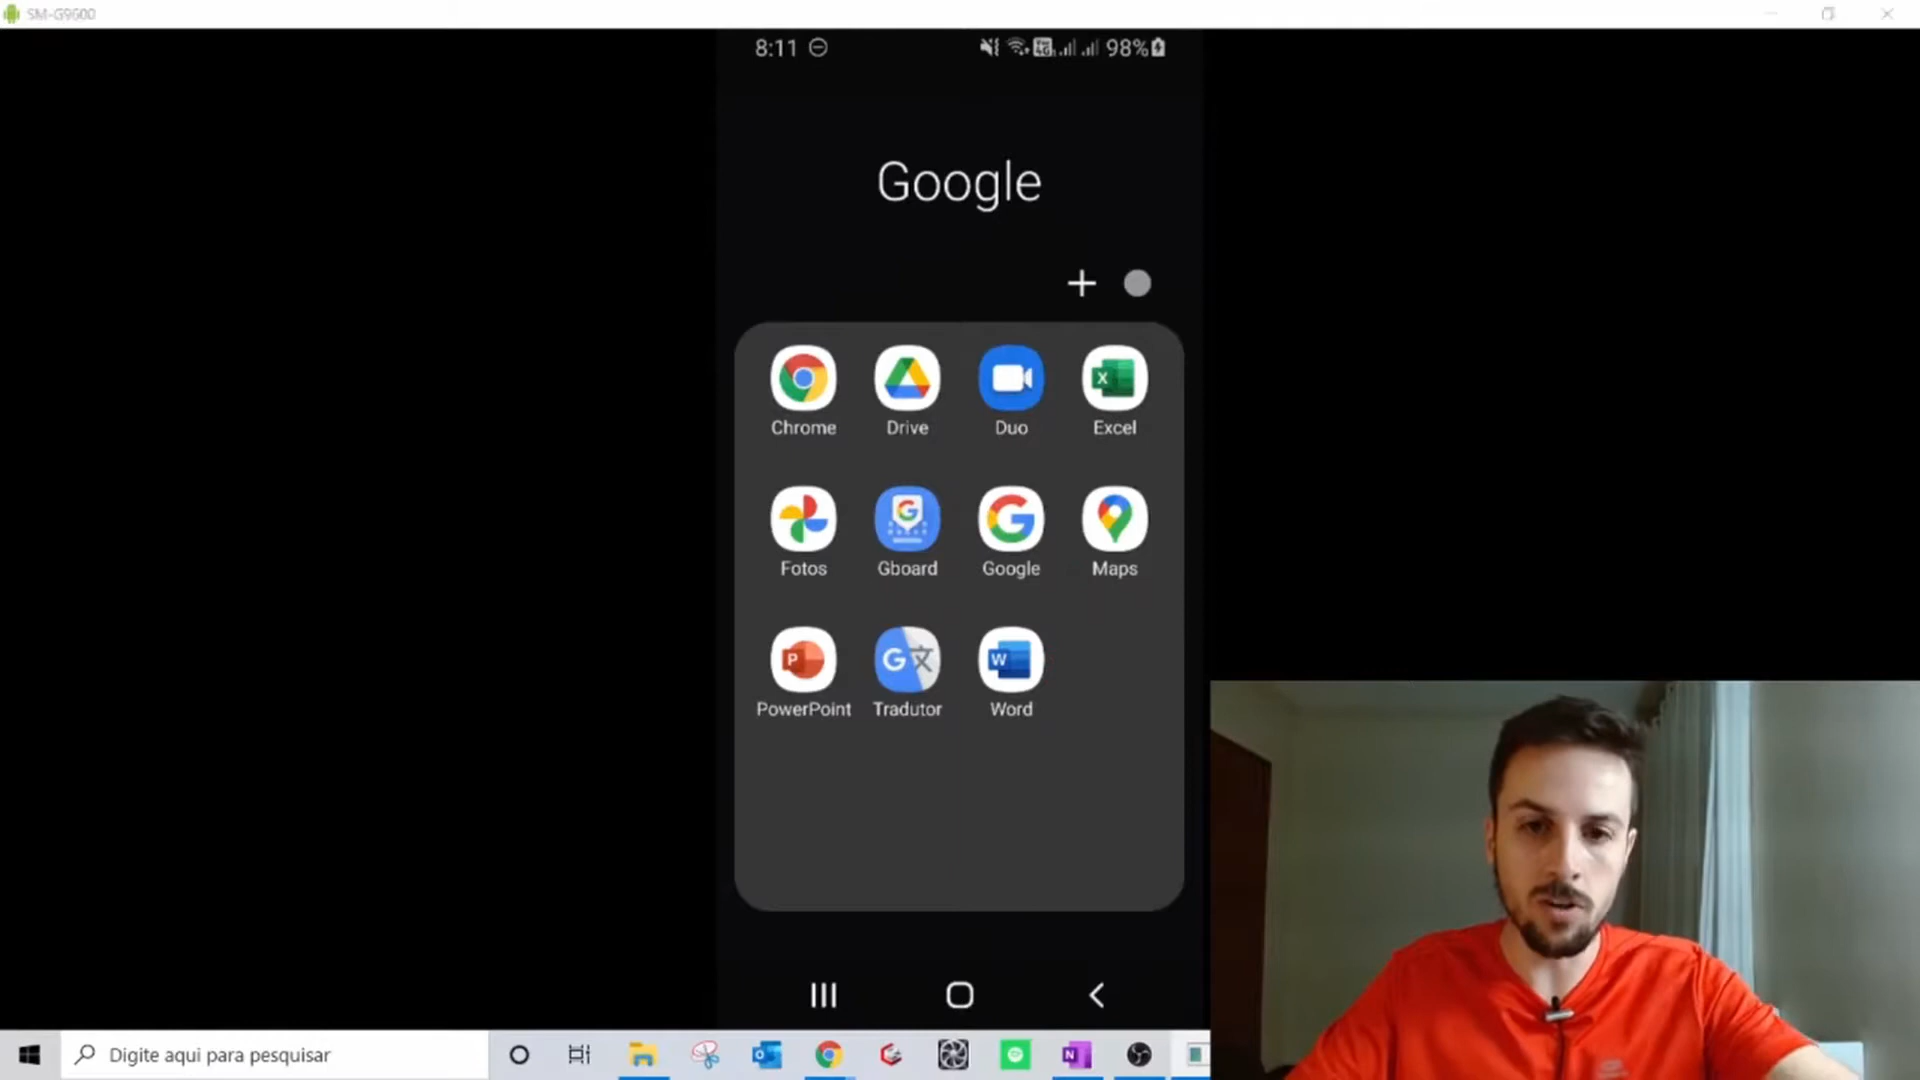 SM-G9600
8:11 98%
Google
Chrome Drive Duo Excel
Fotos Gboard Google Maps
PowerPoint Tradutor Word
Digite aqui para pesquisar